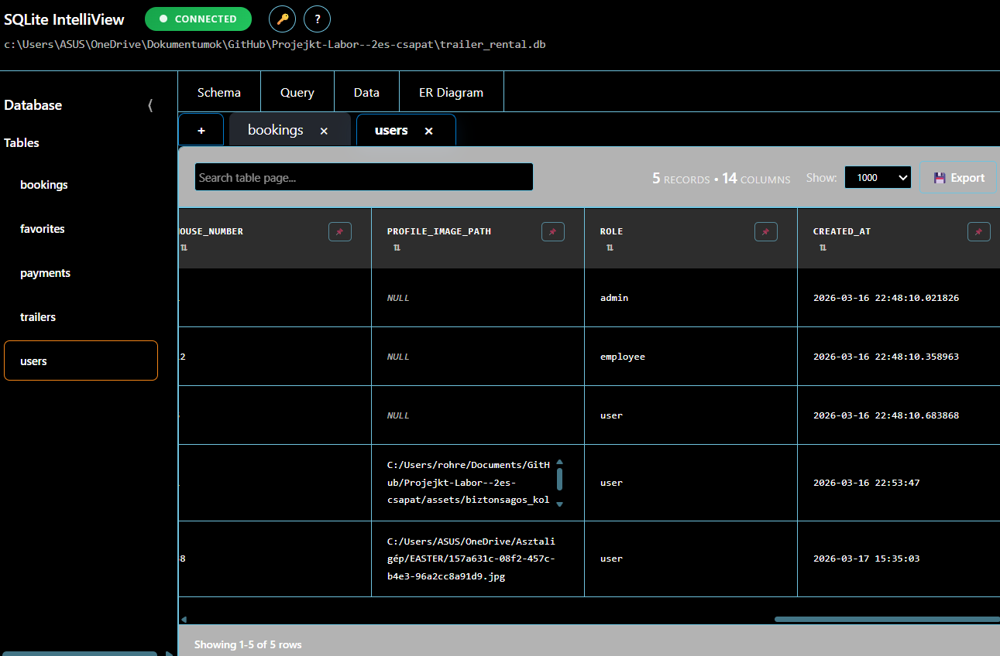 SQLite IntelliView
CONNECTED
?
c:\Users\ASUS\OneDrive\Dokumentumok\GitHub\Projejkt-Labor--2es-csapat\trailer_rental.db
Database
Schema
Query
Data
ER Diagram
+
bookings ×
users ×
Tables
bookings
favorites
payments
trailers
users
Search table page...
5 RECORDS • 14 COLUMNS
Show:
1000
Export
OUSE_NUMBER
PROFILE_IMAGE_PATH
ROLE
CREATED_AT
NULL
admin
2026-03-16 22:48:10.021826
2
NULL
employee
2026-03-16 22:48:10.358963
NULL
user
2026-03-16 22:48:10.683868
C:/Users/rohre/Documents/GitH
ub/Projejkt-Labor--2es-
csapat/assets/biztonsagos_kol
user
2026-03-16 22:53:47
8
C:/Users/ASUS/OneDrive/Asztali
gép/EASTER/157a631c-08f2-457c-
b4e3-96a2cc8a91d9.jpg
user
2026-03-17 15:35:03
Showing 1-5 of 5 rows